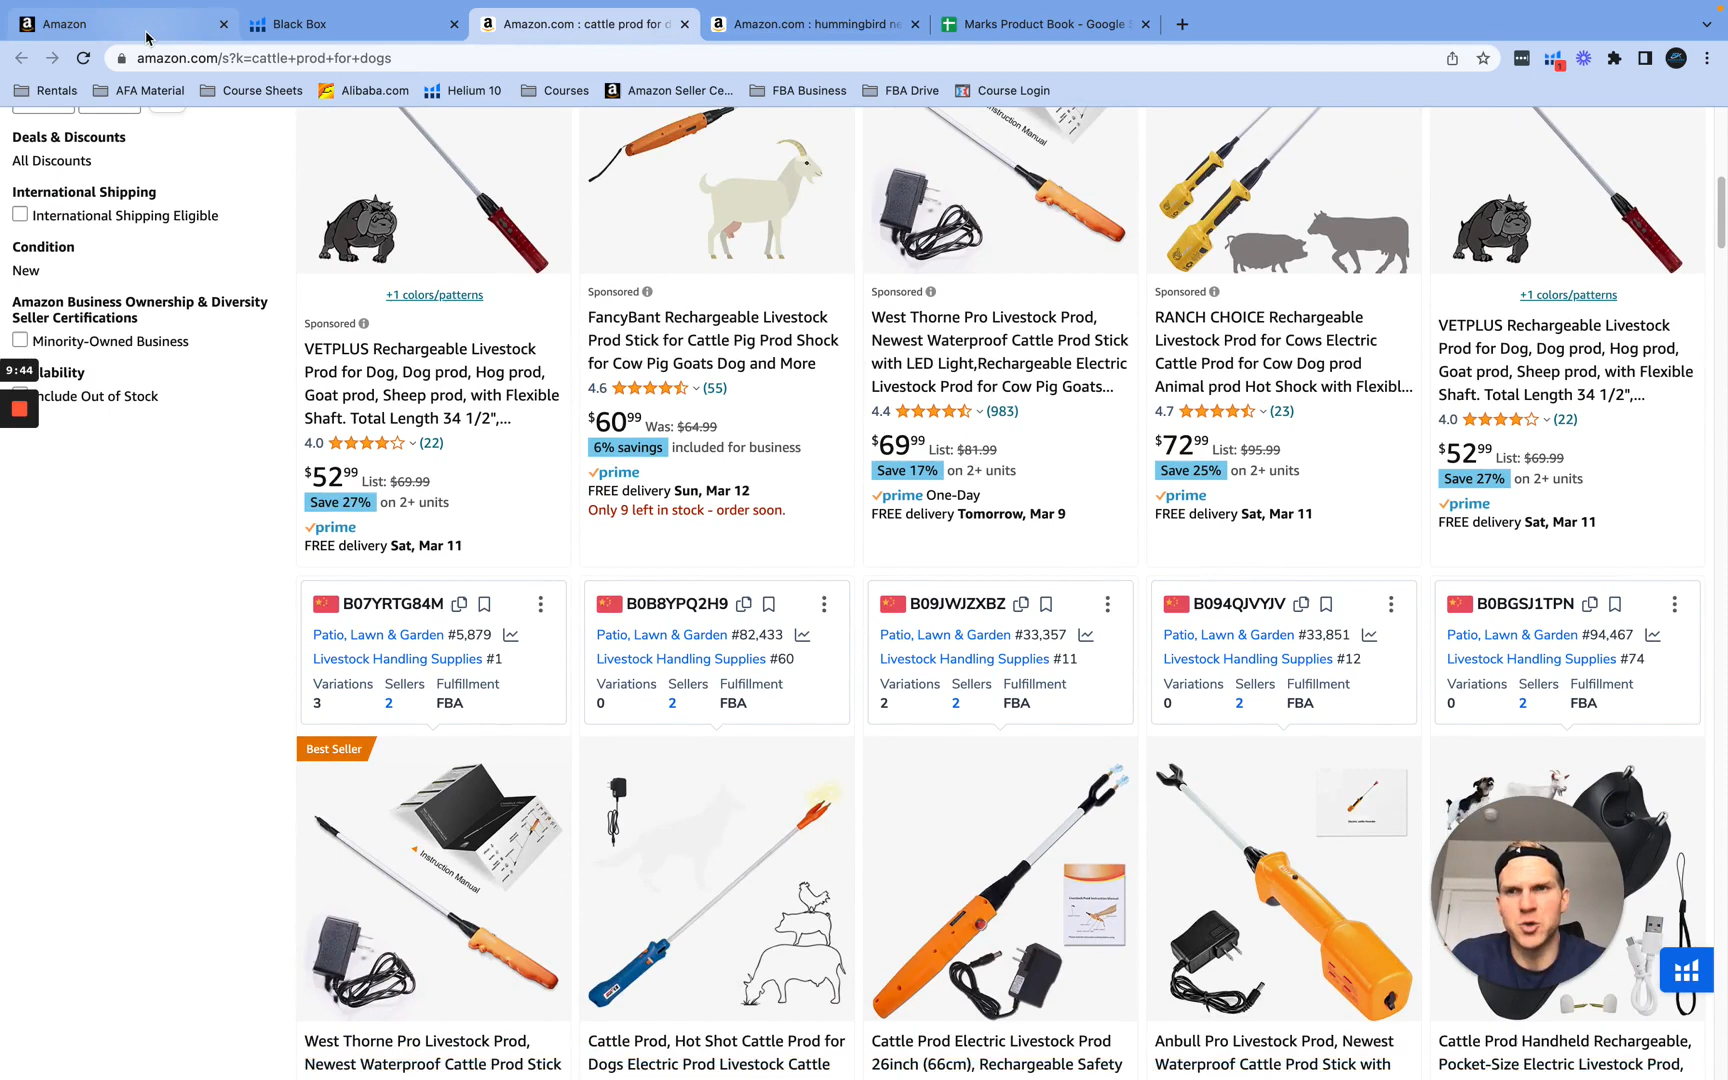 Amazon
Black Box
Amazon.com : cattle prod for d
Amazon.com : hummingbird ne
Marks Product Book - Google S
amazon.com/s?k=cattle+prod+for+dogs
1
Rentals
AFA Material
Course Sheets
Alibaba.com
Helium 10
Courses
Amazon Seller Ce...
FBA Business
FBA Drive
Course Login
Deals & Discounts
All Discounts
International Shipping
International Shipping Eligible
Condition
New
Amazon Business Ownership & Diversity
Seller Certifications
Minority-Owned Business
9:44
ilability
nclude Out of Stock
Instruction Manual
+1 colors/patterns
Sponsored
VETPLUS Rechargeable Livestock
Prod for Dog, Dog prod, Hog prod,
Goat prod, Sheep prod, with Flexible
Shaft. Total Length 34 1/2",...
4.0 (22)
$52.99 List: $69.99
Save 27% on 2+ units
prime
FREE delivery Sat, Mar 11
Sponsored
FancyBant Rechargeable Livestock
Prod Stick for Cattle Pig Prod Shock
for Cow Pig Goats Dog and More
4.6 (55)
$60.99 Was: $64.99
6% savings included for business
prime
FREE delivery Sun, Mar 12
Only 9 left in stock - order soon.
Sponsored
West Thorne Pro Livestock Prod,
Newest Waterproof Cattle Prod Stick
with LED Light,Rechargeable Electric
Livestock Prod for Cow Pig Goats...
4.4 (983)
$69.99 List: $81.99
Save 17% on 2+ units
prime One-Day
FREE delivery Tomorrow, Mar 9
Sponsored
RANCH CHOICE Rechargeable
Livestock Prod for Cows Electric
Cattle Prod for Cow Dog prod
Animal prod Hot Shock with Flexibl...
4.7 (23)
$72.99 List: $95.99
Save 25% on 2+ units
prime
FREE delivery Sat, Mar 11
+1 colors/patterns
VETPLUS Rechargeable Livestock
Prod for Dog, Dog prod, Hog prod,
Goat prod, Sheep prod, with Flexible
Shaft. Total Length 34 1/2",...
4.0 (22)
$52.99 List: $69.99
Save 27% on 2+ units
prime
FREE delivery Sat, Mar 11
B07YRTG84M
Patio, Lawn & Garden #5,879
Livestock Handling Supplies #1
Variations Sellers Fulfillment
3 2 FBA
B0B8YPQ2H9
Patio, Lawn & Garden #82,433
Livestock Handling Supplies #60
Variations Sellers Fulfillment
0 2 FBA
B09JWJZXBZ
Patio, Lawn & Garden #33,357
Livestock Handling Supplies #11
Variations Sellers Fulfillment
2 2 FBA
B094QJVYJV
Patio, Lawn & Garden #33,851
Livestock Handling Supplies #12
Variations Sellers Fulfillment
0 2 FBA
B0BGSJ1TPN
Patio, Lawn & Garden #94,467
Livestock Handling Supplies #74
Variations Sellers Fulfillment
0 2 FBA
Best Seller
Instruction Manual
West Thorne Pro Livestock Prod,
Newest Waterproof Cattle Prod Stick
Cattle Prod, Hot Shot Cattle Prod for
Dogs Electric Prod Livestock Cattle
Cattle Prod Electric Livestock Prod
26inch (66cm), Rechargeable Safety
Anbull Pro Livestock Prod, Newest
Waterproof Cattle Prod Stick with
Cattle Prod Handheld Rechargeable,
Pocket-Size Electric Livestock Prod,